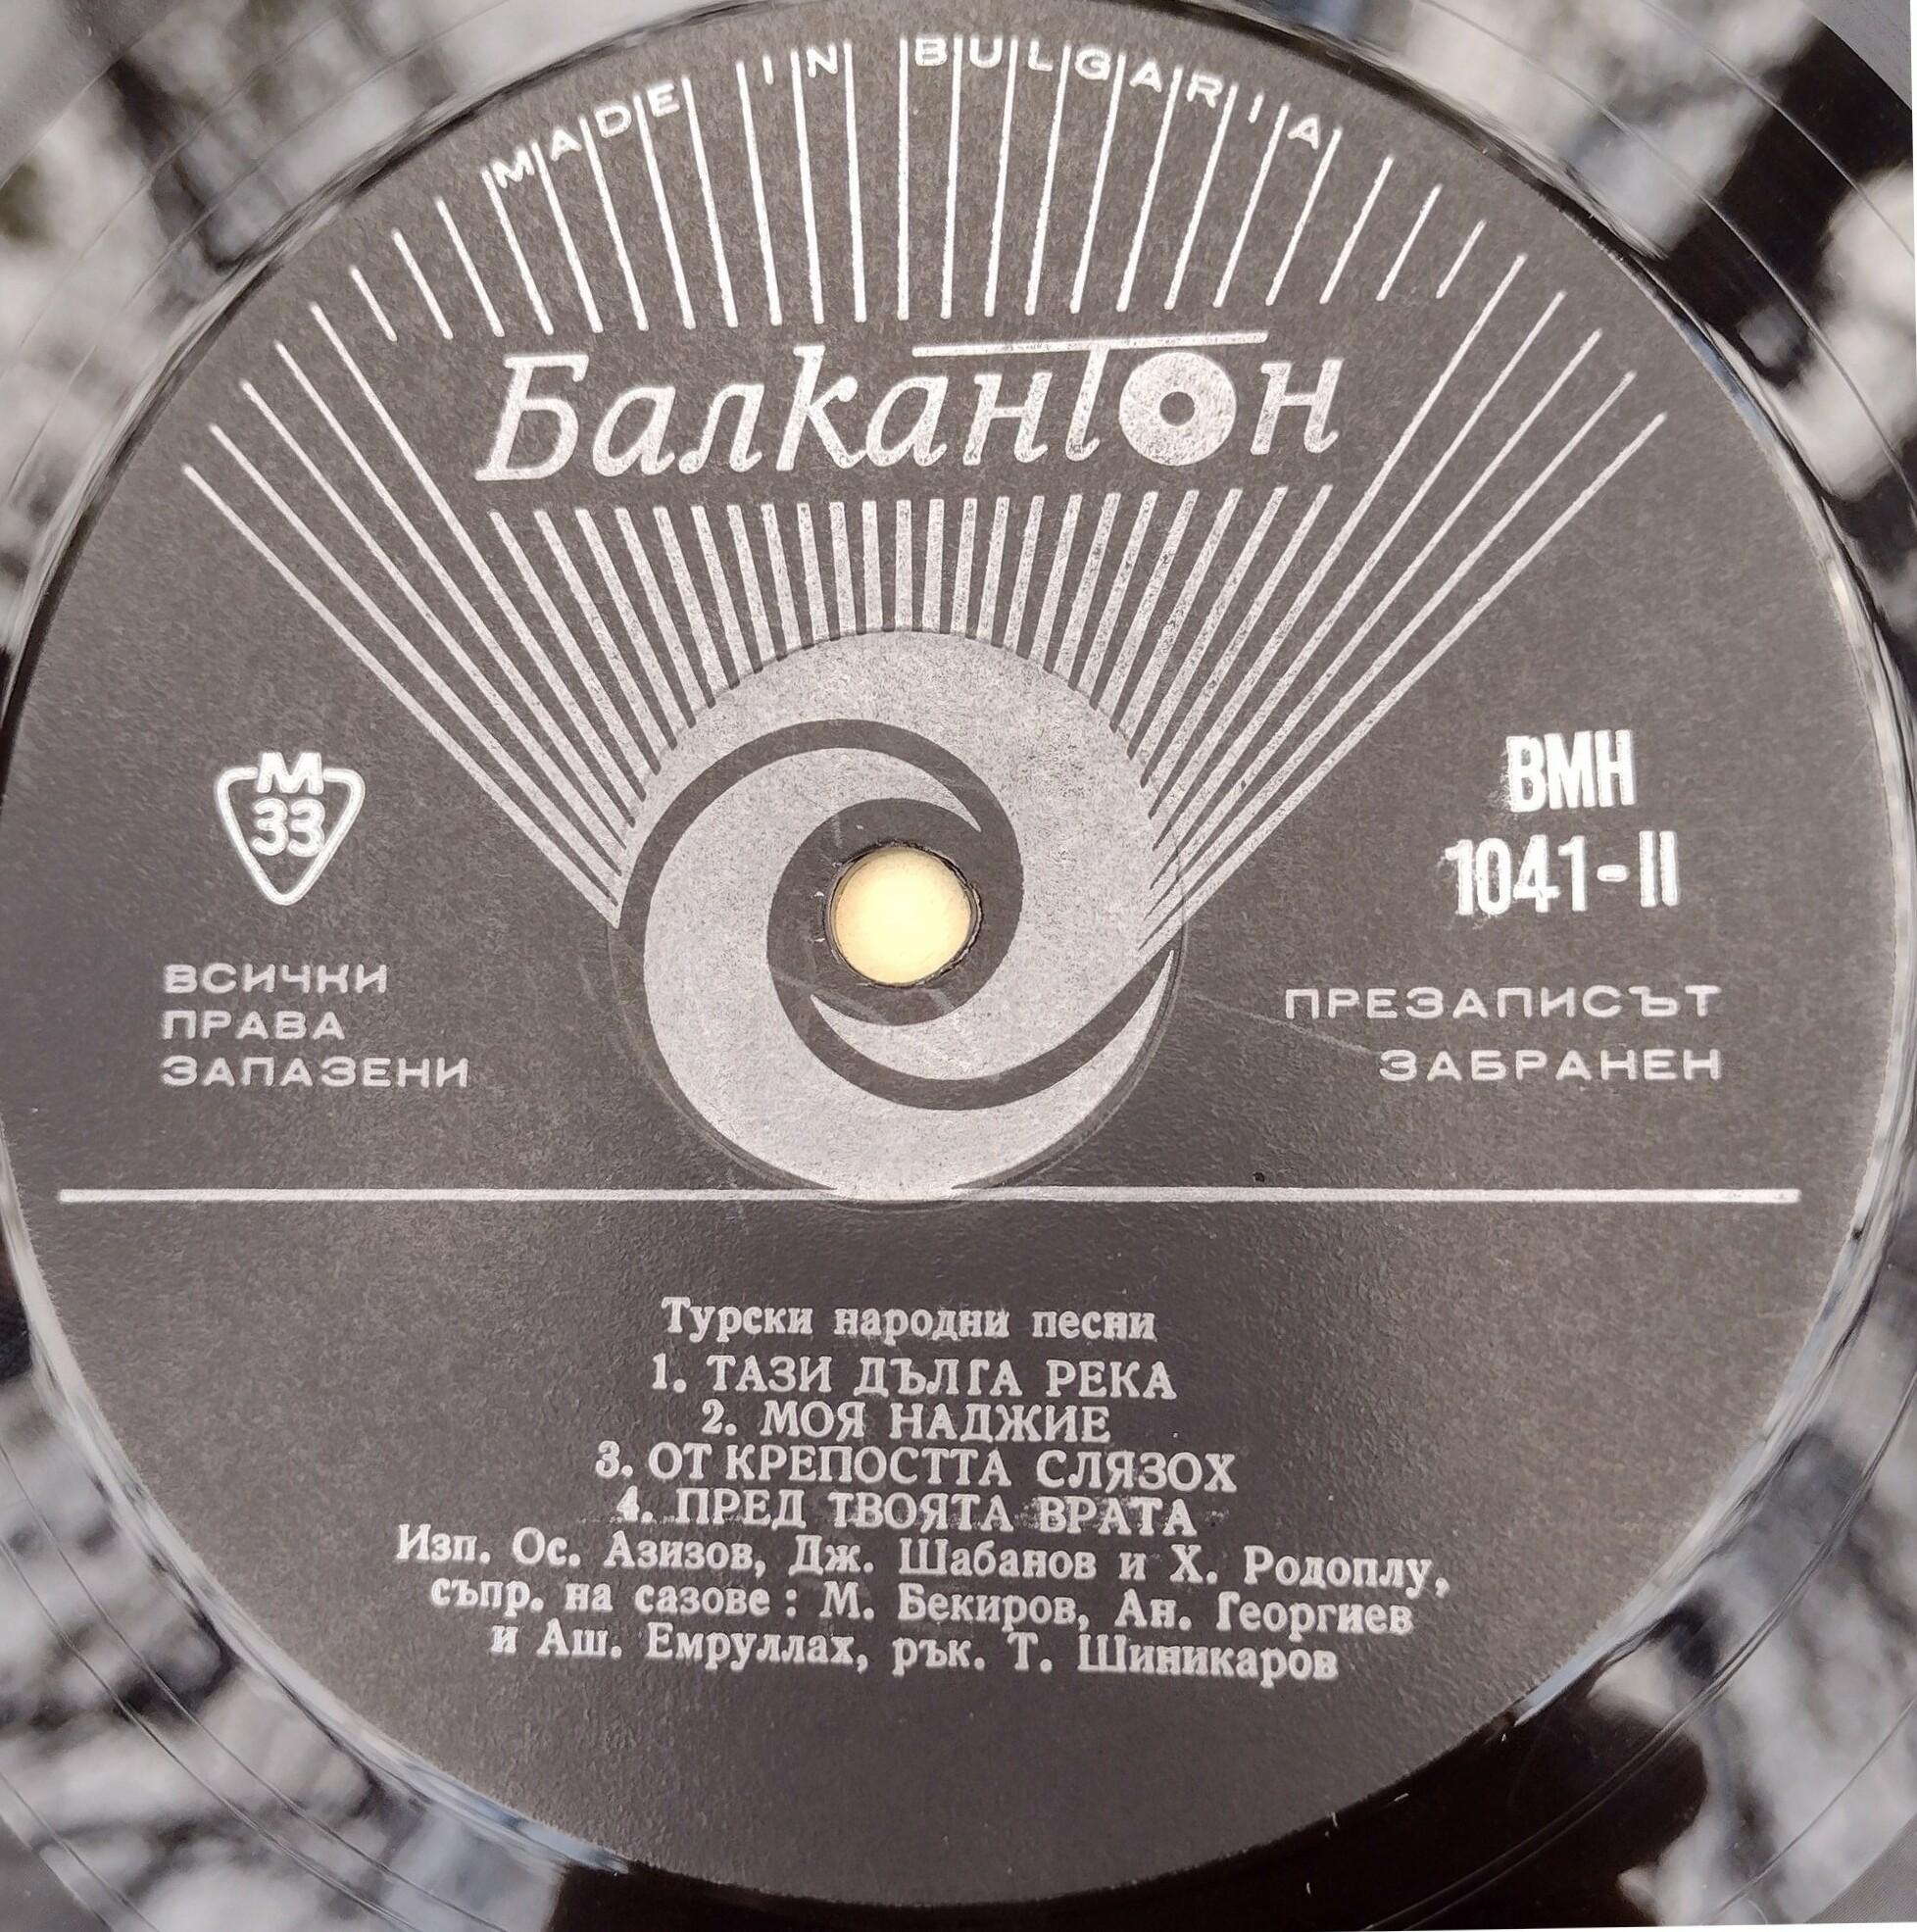 MADE IN BULGARIA
Балкантон
М
33
ВМН
1041-II
ВСИЧКИ
ПРАВА
ЗАПАЗЕНИ
ПРЕЗАПИСЪТ
ЗАБРАНЕН
Турски народни песни
1. ТАЗИ ДЪЛГА РЕКА
2. МОЯ НАДЖИЕ
3. ОТ КРЕПОСТТА СЛЯЗОХ
4. ПРЕД ТВОЯТА ВРАТА
Изп. Ос. Азизов, Дж. Шабанов и Х. Родоплу,
съпр. на сазове : М. Бекиров, Ан. Георгиев
и Аш. Емруллах, рък. Т. Шиникаров